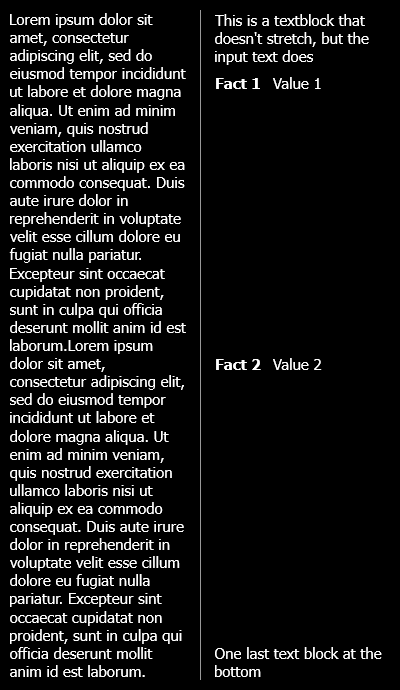 Lorem ipsum dolor sit
amet, consectetur
adipiscing elit, sed do
eiusmod tempor incididunt
ut labore et dolore magna
aliqua. Ut enim ad minim
veniam, quis nostrud
exercitation ullamco
laboris nisi ut aliquip ex ea
commodo consequat. Duis
aute irure dolor in
reprehenderit in voluptate
velit esse cillum dolore eu
fugiat nulla pariatur.
Excepteur sint occaecat
cupidatat non proident,
sunt in culpa qui officia
deserunt mollit anim id est
laborum.Lorem ipsum
dolor sit amet,
consectetur adipiscing elit,
sed do eiusmod tempor
incididunt ut labore et
dolore magna aliqua. Ut
enim ad minim veniam,
quis nostrud exercitation
ullamco laboris nisi ut
aliquip ex ea commodo
consequat. Duis aute irure
dolor in reprehenderit in
voluptate velit esse cillum
dolore eu fugiat nulla
pariatur. Excepteur sint
occaecat cupidatat non
proident, sunt in culpa qui
officia deserunt mollit
anim id est laborum.
This is a textblock that
doesn't stretch, but the
input text does
Fact 1 Value 1
Fact 2 Value 2
One last text block at the
bottom